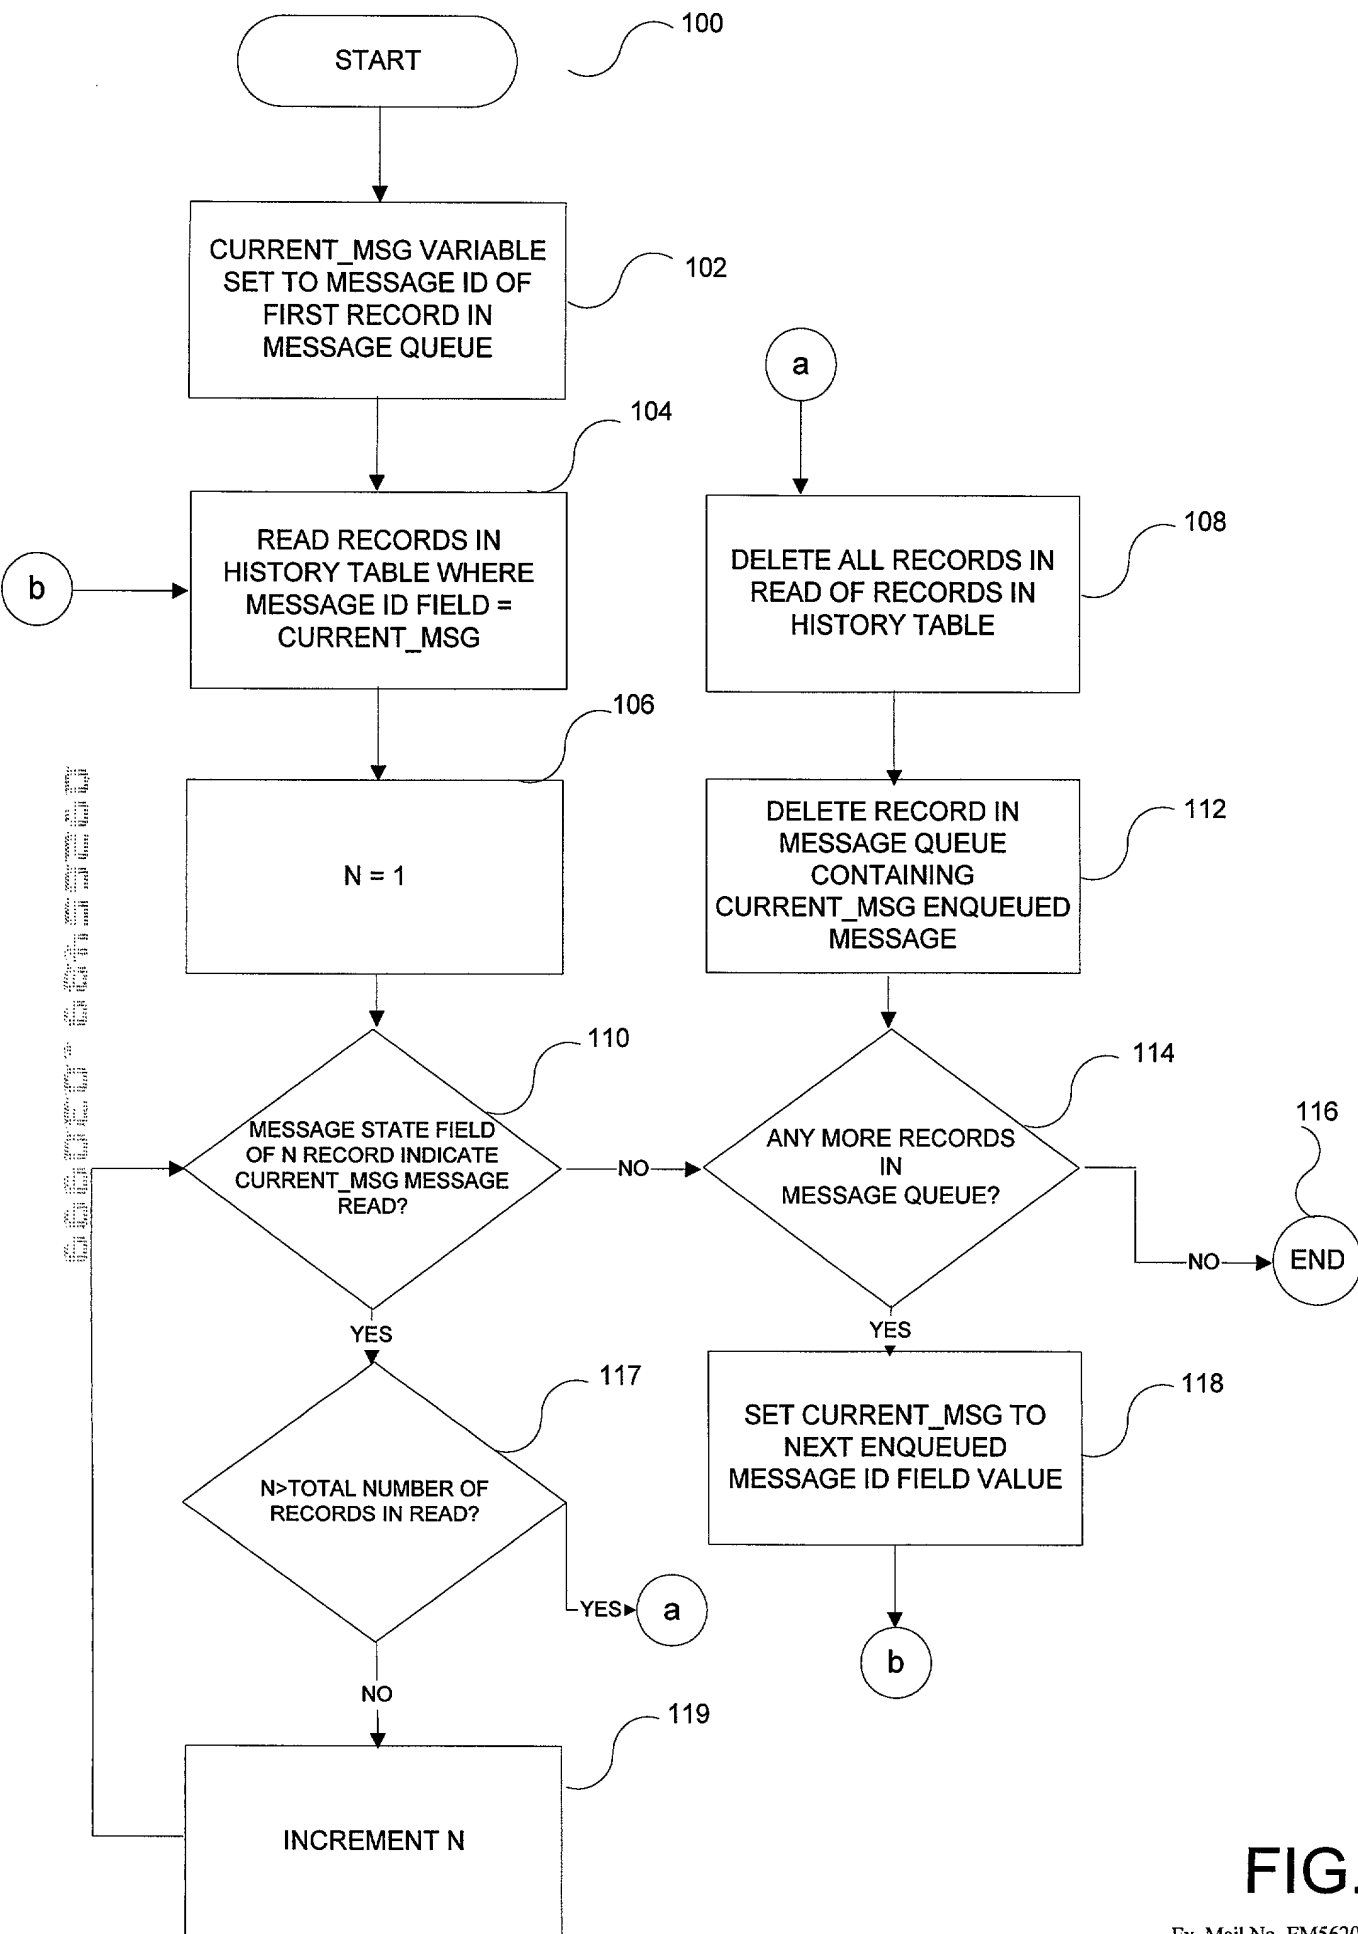 START
100
CURRENT_MSG VARIABLE
SET TO MESSAGE ID OF
FIRST RECORD IN
MESSAGE QUEUE
102
104
READ RECORDS IN
HISTORY TABLE WHERE
MESSAGE ID FIELD =
CURRENT_MSG
b
106
N = 1
110
MESSAGE STATE FIELD
OF N RECORD INDICATE
CURRENT_MSG MESSAGE
READ?
NO
YES
117
N>TOTAL NUMBER OF
RECORDS IN READ?
YES
a
NO
119
INCREMENT N
a
108
DELETE ALL RECORDS IN
READ OF RECORDS IN
HISTORY TABLE
112
DELETE RECORD IN
MESSAGE QUEUE
CONTAINING
CURRENT_MSG ENQUEUED
MESSAGE
114
ANY MORE RECORDS
IN
MESSAGE QUEUE?
NO
116
END
YES
118
SET CURRENT_MSG TO
NEXT ENQUEUED
MESSAGE ID FIELD VALUE
b
FIG.